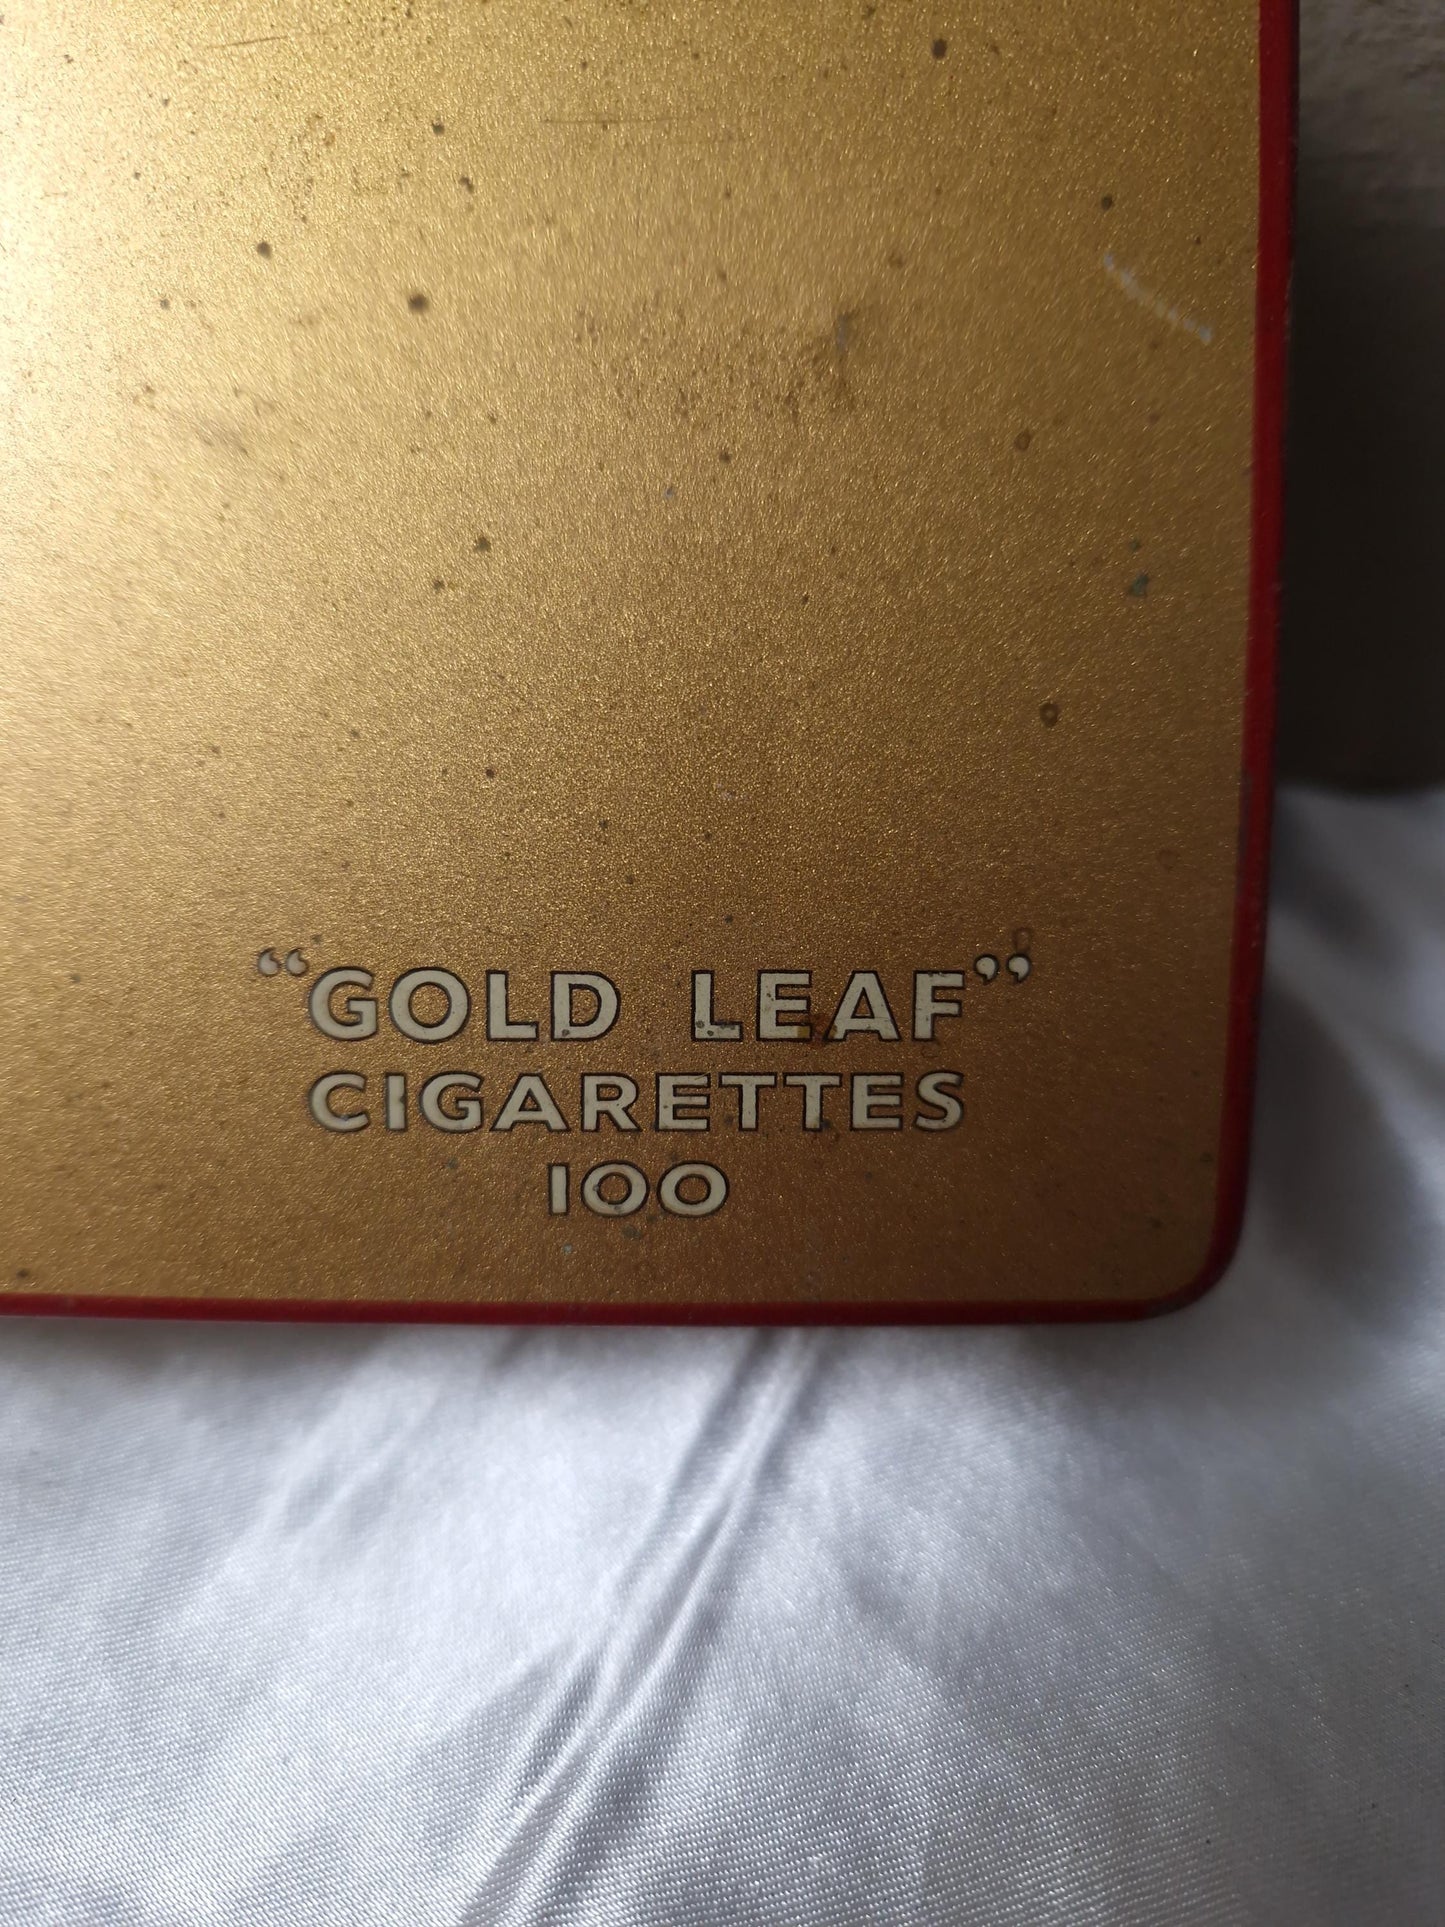 “GOLD LEAF”
CIGARETTES
100